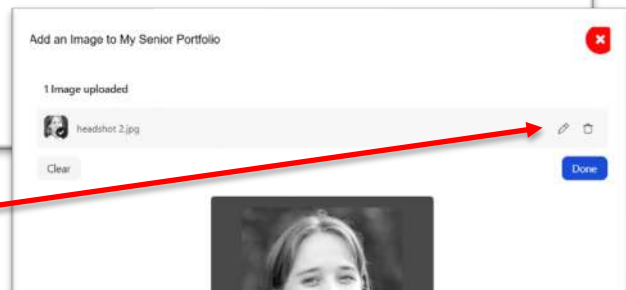 Add an Image to My Senior Portfolio
1 Image uploaded
headshot 2.jpg
Clear
Done